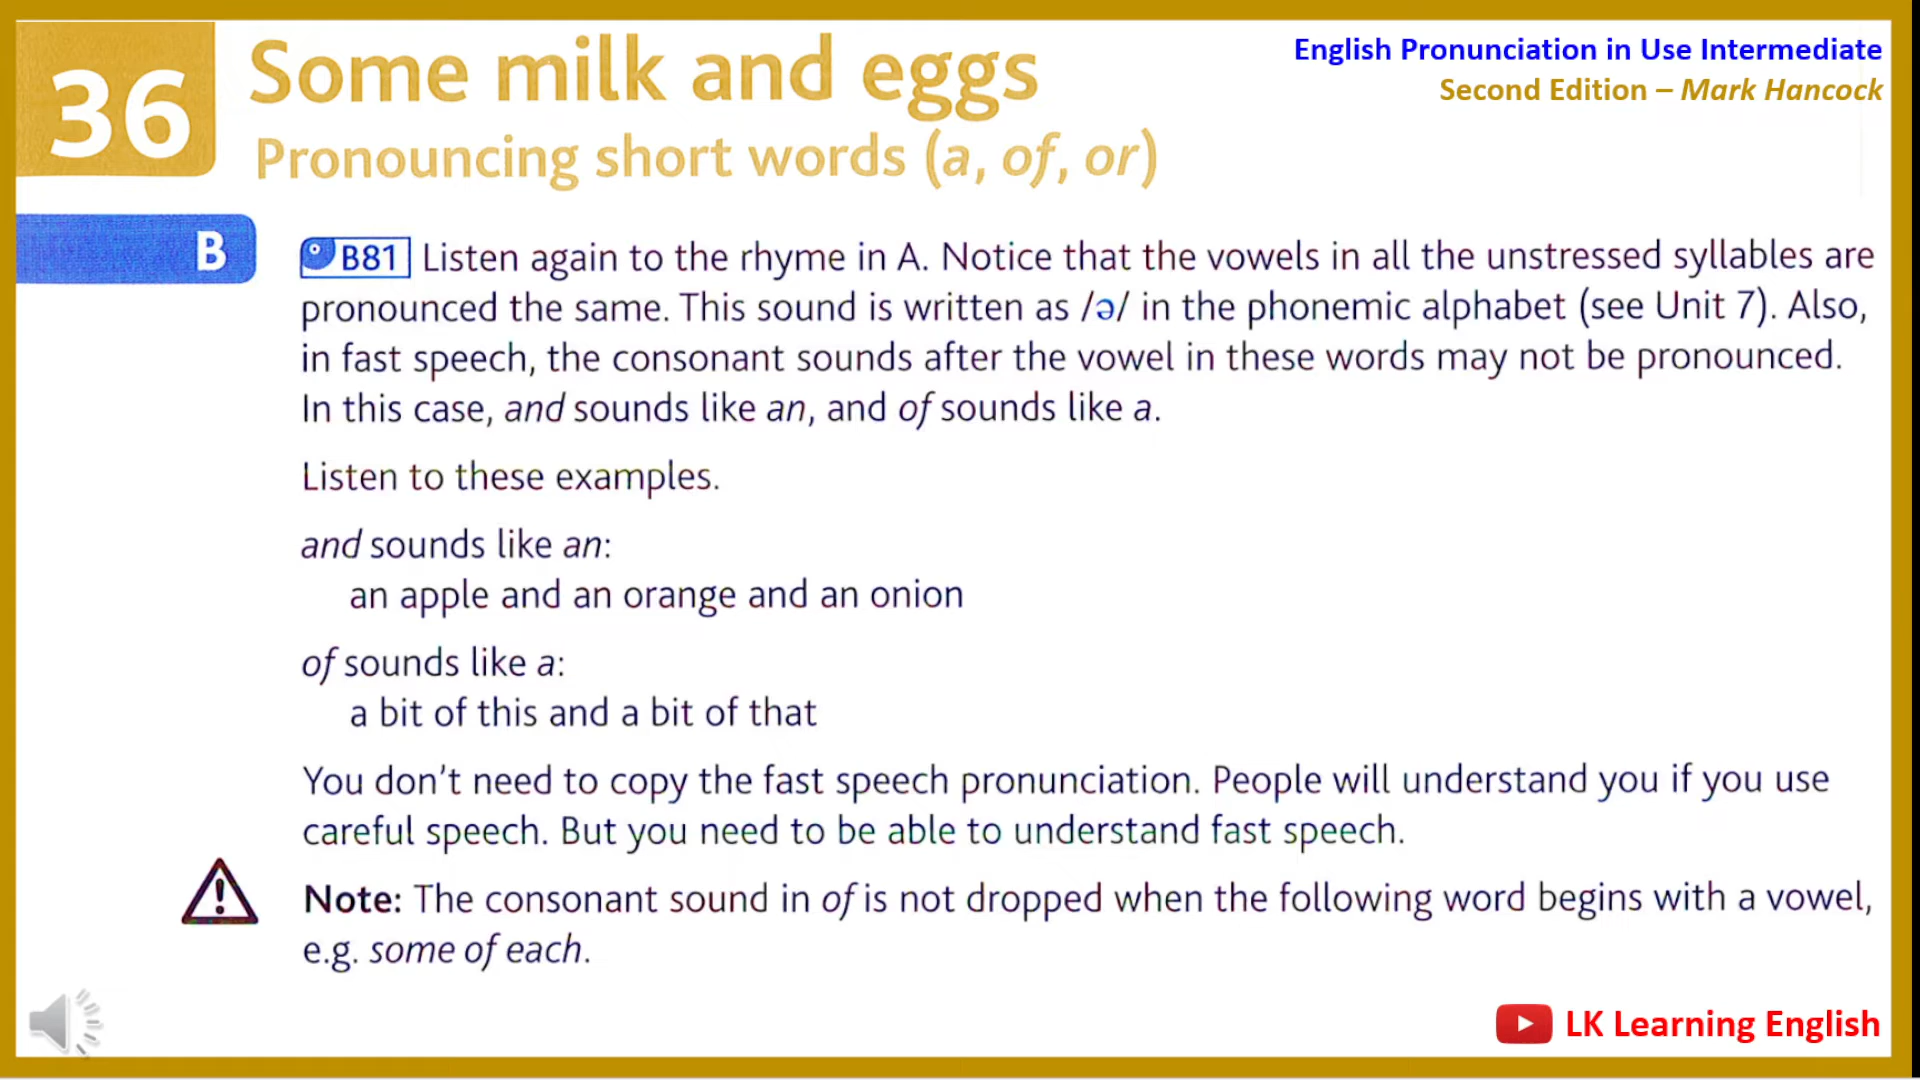 36
Some milk and eggs
Pronouncing short words (a, of, or)
English Pronunciation in Use Intermediate
Second Edition – Mark Hancock
B
B81 Listen again to the rhyme in A. Notice that the vowels in all the unstressed syllables are
pronounced the same. This sound is written as /ə/ in the phonemic alphabet (see Unit 7). Also,
in fast speech, the consonant sounds after the vowel in these words may not be pronounced.
In this case, and sounds like an, and of sounds like a.
Listen to these examples.
and sounds like an:
an apple and an orange and an onion
of sounds like a:
a bit of this and a bit of that
You don't need to copy the fast speech pronunciation. People will understand you if you use
careful speech. But you need to be able to understand fast speech.
Note: The consonant sound in of is not dropped when the following word begins with a vowel,
e.g. some of each.
LK Learning English